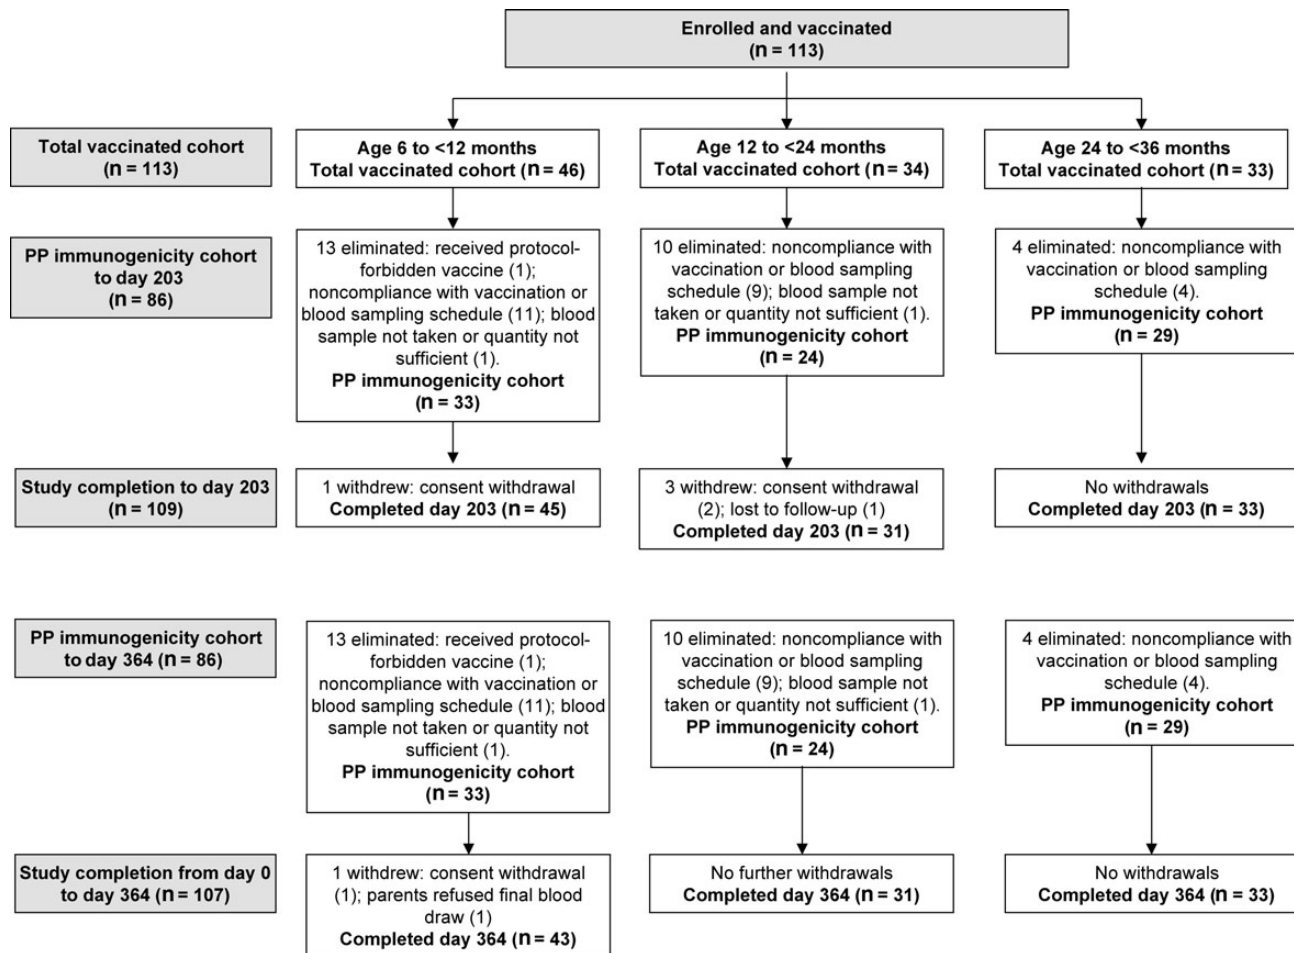 Enrolled and vaccinated
(n = 113)
Total vaccinated cohort
(n = 113)
Age 6 to <12 months
Total vaccinated cohort (n = 46)
Age 12 to <24 months
Total vaccinated cohort (n = 34)
Age 24 to <36 months
Total vaccinated cohort (n = 33)
PP immunogenicity cohort
to day 203
(n = 86)
13 eliminated: received protocol-
forbidden vaccine (1);
noncompliance with vaccination or
blood sampling schedule (11); blood
sample not taken or quantity not
sufficient (1).
PP immunogenicity cohort
(n = 33)
10 eliminated: noncompliance with
vaccination or blood sampling
schedule (9); blood sample not
taken or quantity not sufficient (1).
PP immunogenicity cohort
(n = 24)
4 eliminated: noncompliance with
vaccination or blood sampling
schedule (4).
PP immunogenicity cohort
(n = 29)
Study completion to day 203
(n = 109)
1 withdrew: consent withdrawal
Completed day 203 (n = 45)
3 withdrew: consent withdrawal
(2); lost to follow-up (1)
Completed day 203 (n = 31)
No withdrawals
Completed day 203 (n = 33)
PP immunogenicity cohort
to day 364 (n = 86)
13 eliminated: received protocol-
forbidden vaccine (1);
noncompliance with vaccination or
blood sampling schedule (11); blood
sample not taken or quantity not
sufficient (1).
PP immunogenicity cohort
(n = 33)
10 eliminated: noncompliance with
vaccination or blood sampling
schedule (9); blood sample not
taken or quantity not sufficient (1).
PP immunogenicity cohort
(n = 24)
4 eliminated: noncompliance with
vaccination or blood sampling
schedule (4).
PP immunogenicity cohort
(n = 29)
Study completion from day 0
to day 364 (n = 107)
1 withdrew: consent withdrawal
(1); parents refused final blood
draw (1)
Completed day 364 (n = 43)
No further withdrawals
Completed day 364 (n = 31)
No withdrawals
Completed day 364 (n = 33)